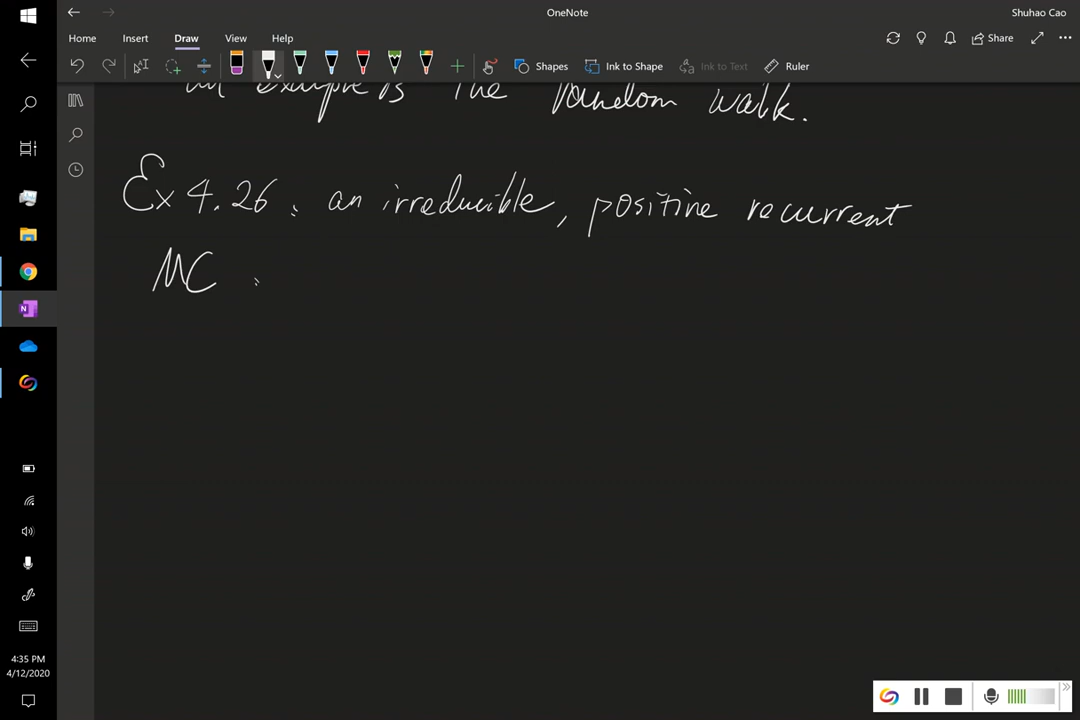 OneNote
Shuhao Cao
Home Insert Draw View Help
Share
Shapes Ink to Shape Ink to Text Ruler
an example is the random walk.
Ex 4.26 : an irreducible, positive recurrent
MC :
4:35 PM
4/12/2020